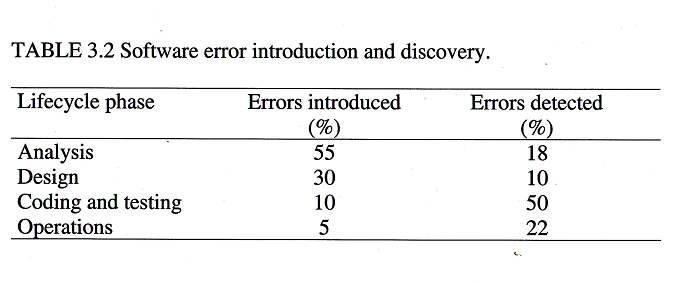 TABLE 3.2 Software error introduction and discovery.
Lifecycle phase Errors introduced Errors detected
(%) (%)
Analysis 55 18
Design 30 10
Coding and testing 10 50
Operations 5 22